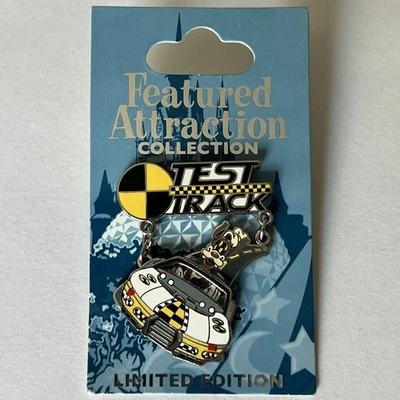 Featured
Attraction
COLLECTION
TEST
TRACK
LIMITED EDITION